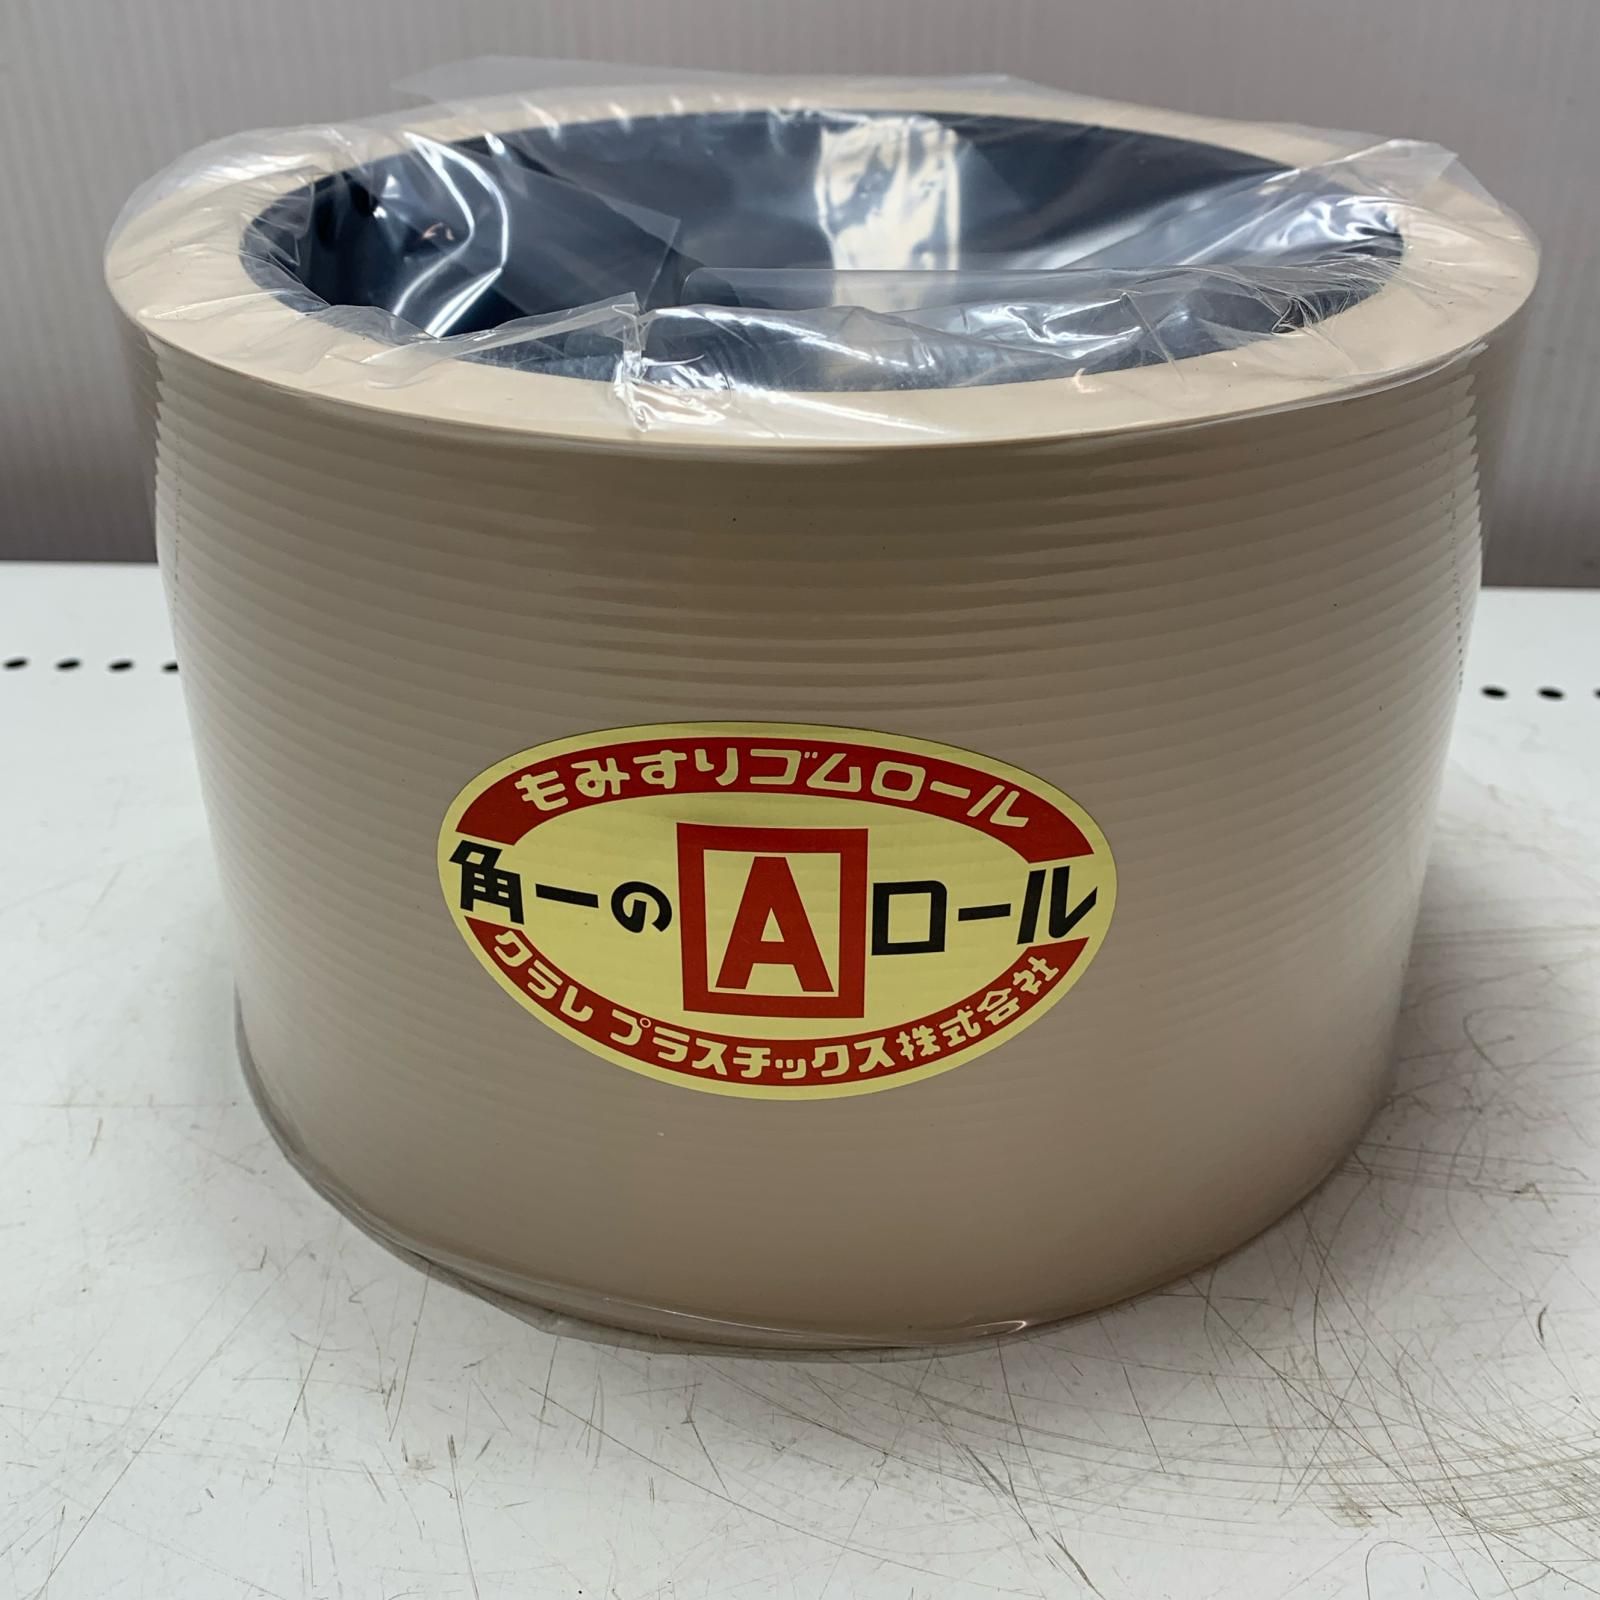 もみすりゴムロール
角一の A ロール
クラレ プラスチックス株式会社